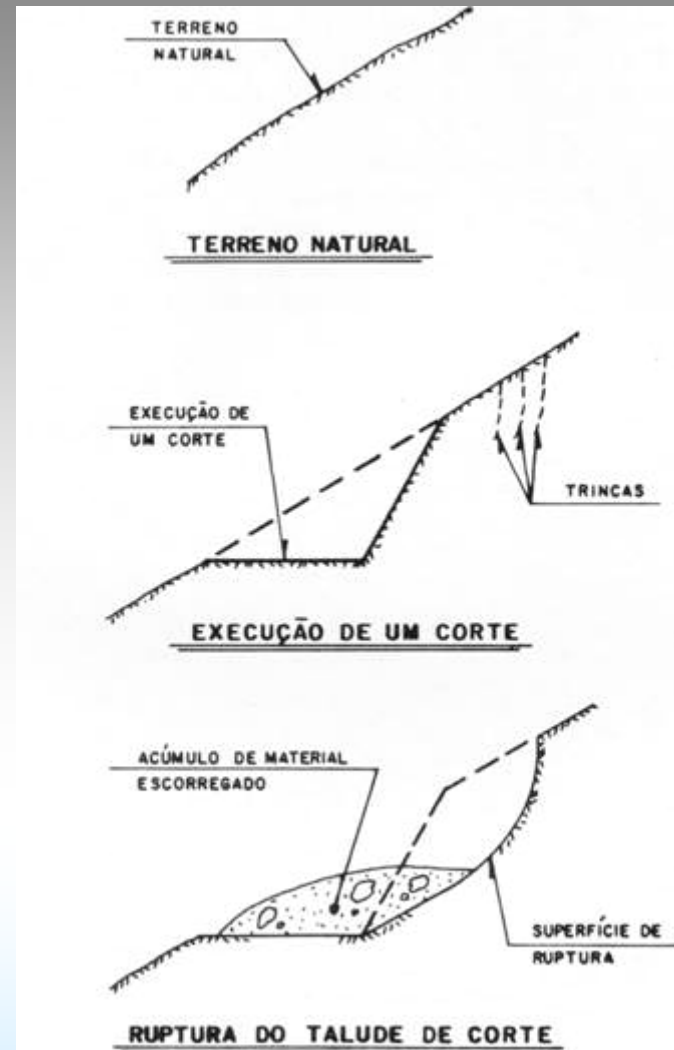 TERRENO
NATURAL
TERRENO NATURAL
EXECUÇÃO DE
UM CORTE
TRINCAS
EXECUÇÃO DE UM CORTE
ACÚMULO DE MATERIAL
ESCORREGADO
SUPERFÍCIE DE
RUPTURA
RUPTURA DO TALUDE DE CORTE